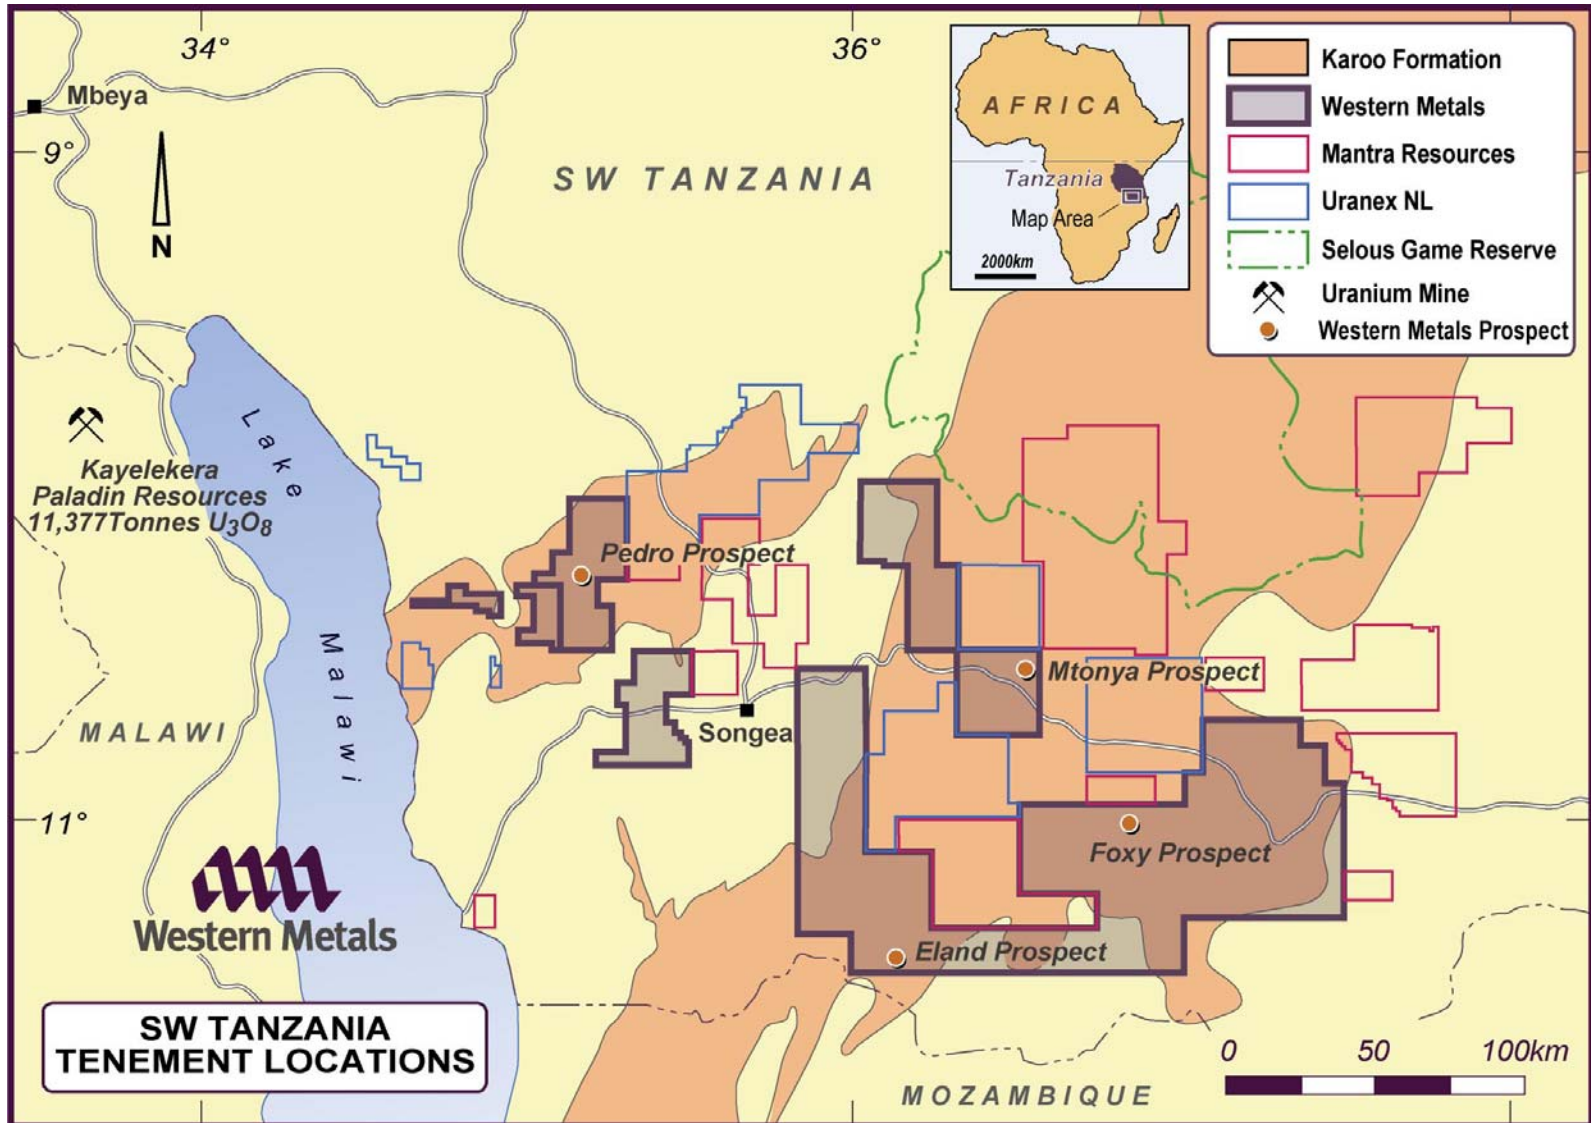 34°
36°
Mbeya
9°
N
SW TANZANIA
AFRICA
Tanzania
Map Area
2000km
Karoo Formation
Western Metals
Mantra Resources
Uranex NL
Selous Game Reserve
Uranium Mine
Western Metals Prospect
Kayelekera
Paladin Resources
11,377Tonnes U3O8
Lake Malawi
Pedro Prospect
MALAWI
Songea
Mtonya Prospect
11°
Foxy Prospect
Western Metals
Eland Prospect
SW TANZANIA
TENEMENT LOCATIONS
MOZAMBIQUE
0 50 100km